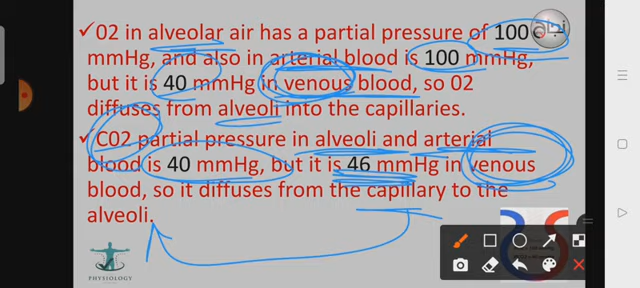 ✓O2 in alveolar air has a partial pressure of 100
mmHg, and also in arterial blood is 100 mmHg,
but it is 40 mmHg in venous blood, so O2
diffuses from alveoli into the capillaries.
✓CO2 partial pressure in alveoli and arterial
blood is 40 mmHg, but it is 46 mmHg in venous
blood, so it diffuses from the capillary to the
alveoli.
PHYSIOLOGY